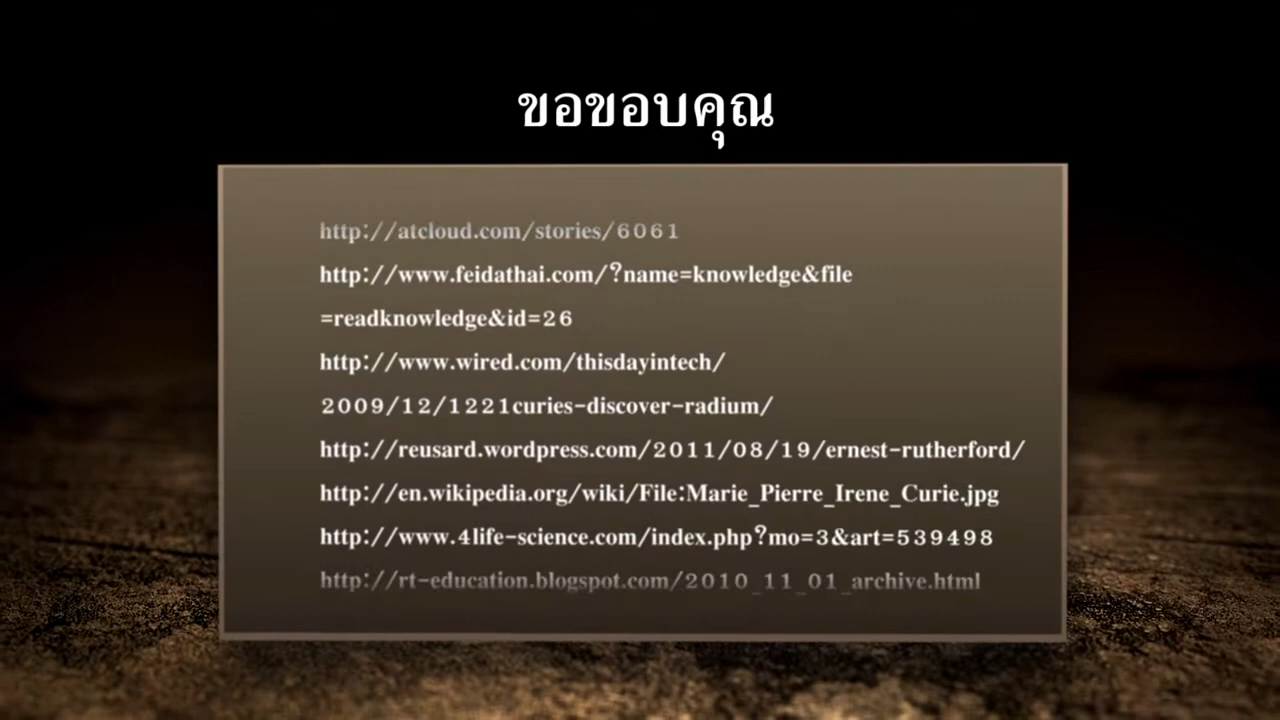 ขอขอบคุณ
http://atcloud.com/stories/6061
http://www.feidathai.com/?name=knowledge&file
=readknowledge&id=26
http://www.wired.com/thisdayintech/
2009/12/1221curies-discover-radium/
http://reusard.wordpress.com/2011/08/19/ernest-rutherford/
http://en.wikipedia.org/wiki/File:Marie_Pierre_Irene_Curie.jpg
http://www.4life-science.com/index.php?mo=3&art=539498
http://rt-education.blogspot.com/2010_11_01_archive.html